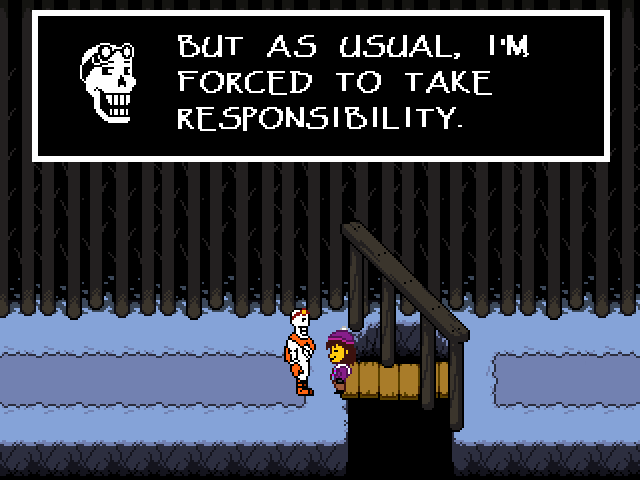 BUT AS USUAL, I'M
FORCED TO TAKE
RESPONSIBILITY.